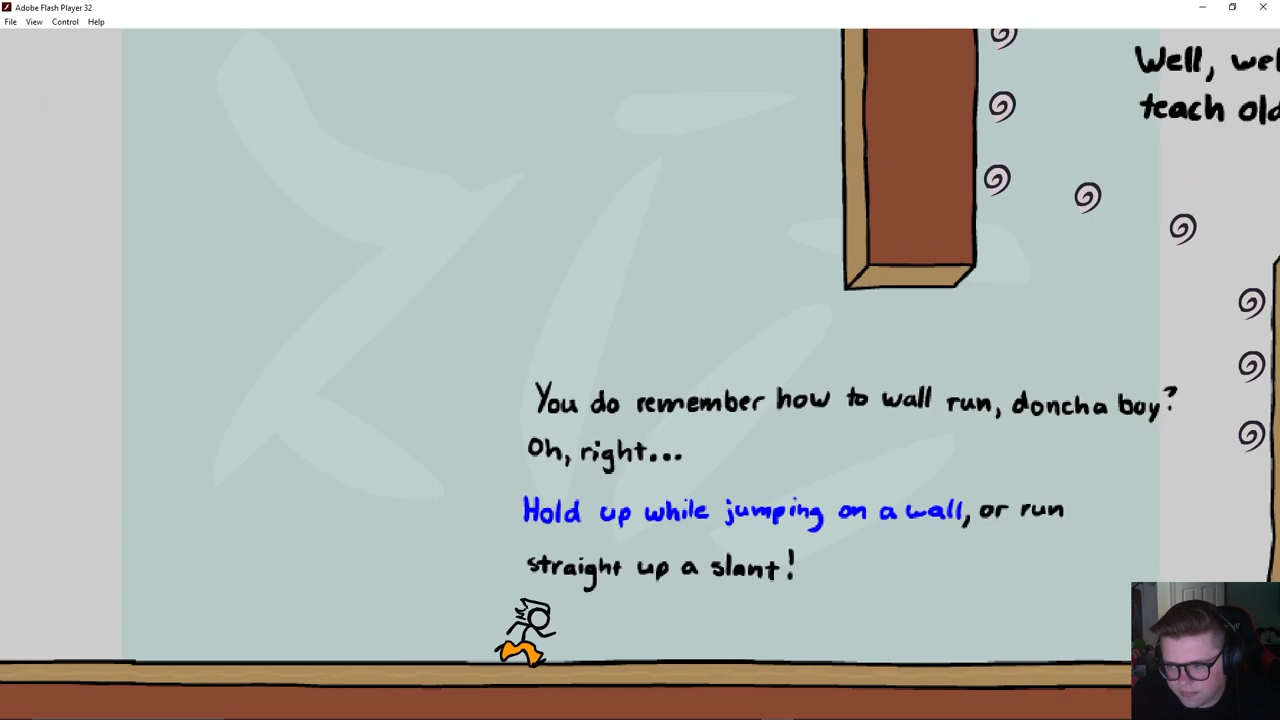 Adobe Flash Player 32
File View Control Help
Well, wel
teach old
You do remember how to wall run, doncha boy?
Oh, right...
Hold up while jumping on a wall, or run
straight up a slant!